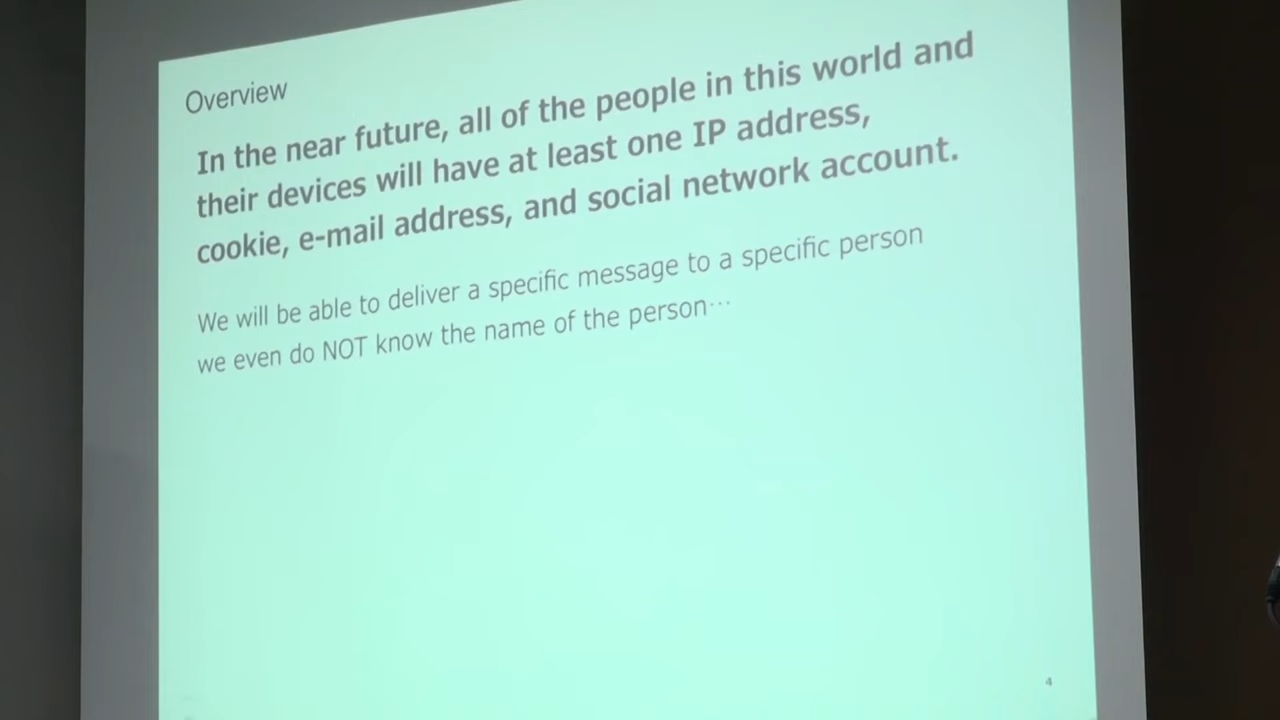 Overview
In the near future, all of the people in this world and
their devices will have at least one IP address,
cookie, e-mail address, and social network account.
We will be able to deliver a specific message to a specific person
we even do NOT know the name of the person…
4